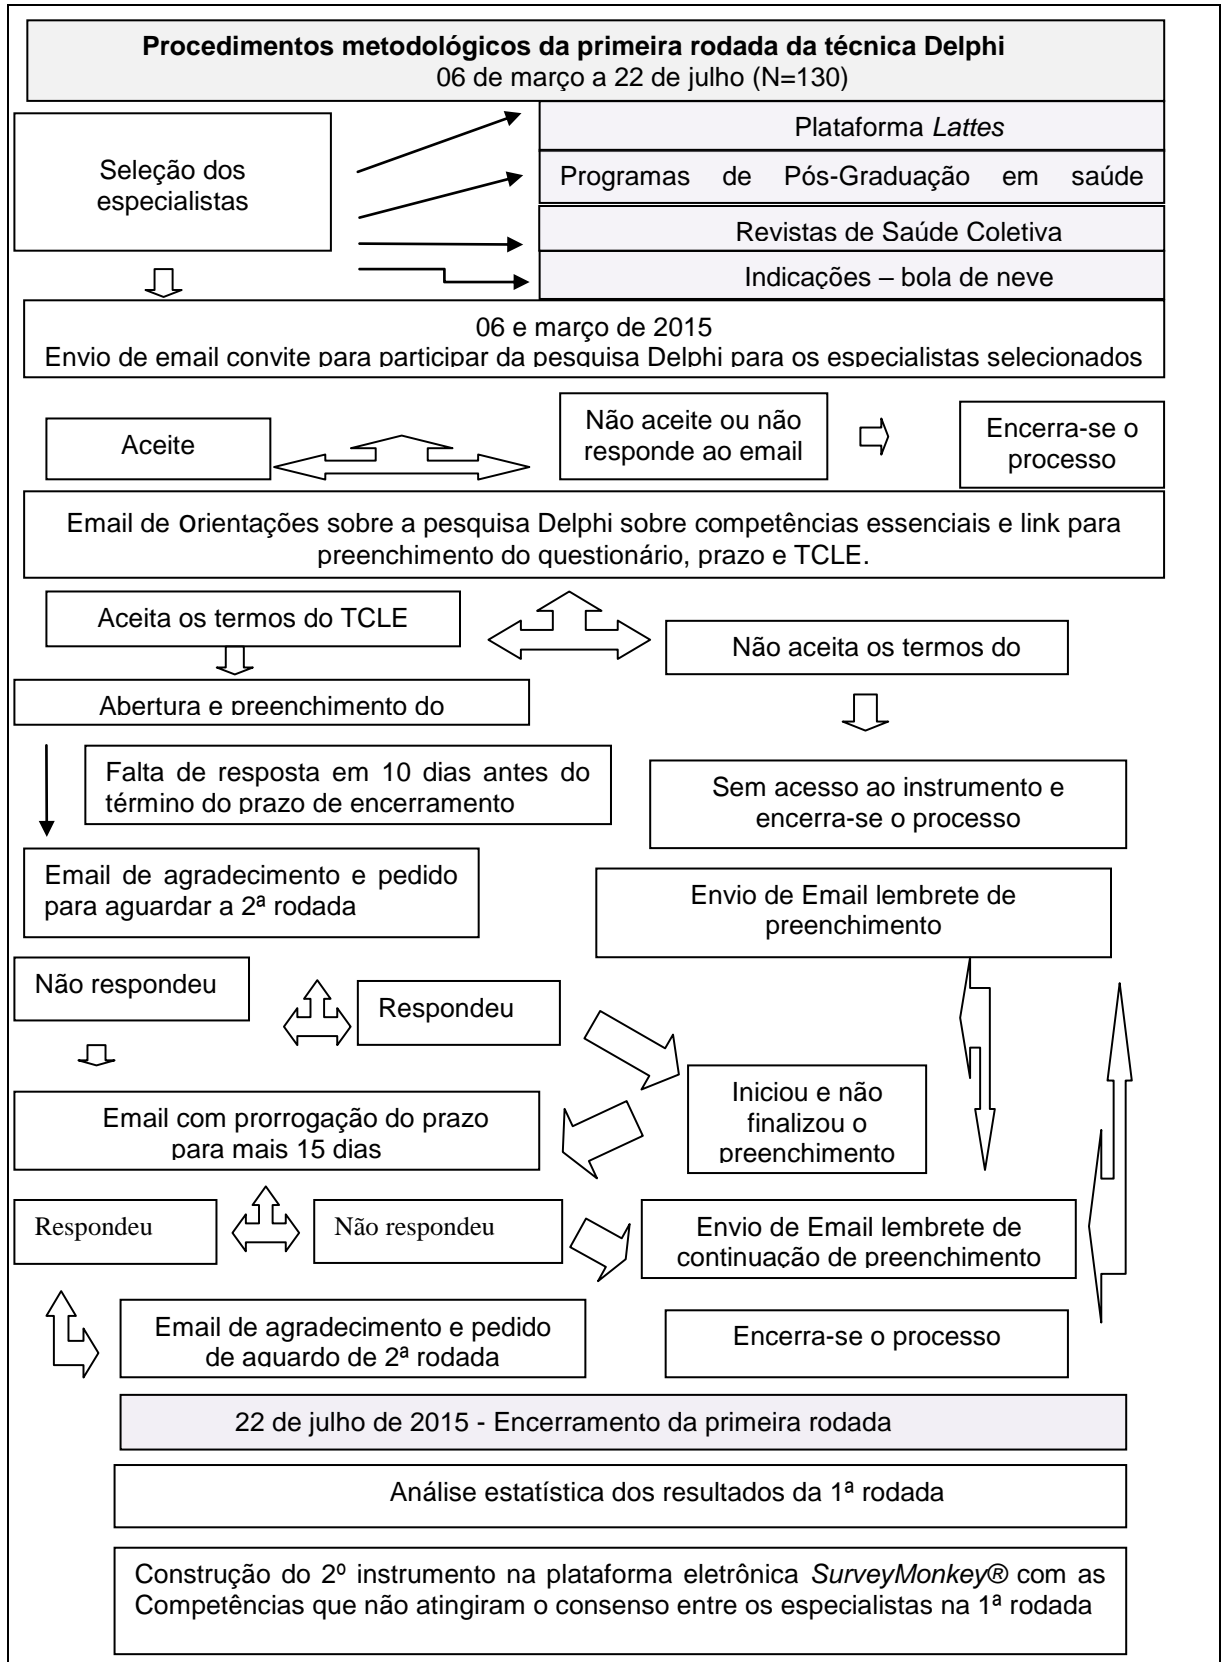 Procedimentos metodológicos da primeira rodada da técnica Delphi
06 de março a 22 de julho (N=130)
Seleção dos
especialistas
Plataforma Lattes
Programas de Pós-Graduação em saúde
Revistas de Saúde Coletiva
Indicações – bola de neve
06 e março de 2015
Envio de email convite para participar da pesquisa Delphi para os especialistas selecionados
Aceite
Não aceite ou não
responde ao email
Encerra-se o
processo
Email de Orientações sobre a pesquisa Delphi sobre competências essenciais e link para
preenchimento do questionário, prazo e TCLE.
Aceita os termos do TCLE
Não aceita os termos do
Abertura e preenchimento do
Falta de resposta em 10 dias antes do
término do prazo de encerramento
Sem acesso ao instrumento e
encerra-se o processo
Email de agradecimento e pedido
para aguardar a 2ª rodada
Envio de Email lembrete de
preenchimento
Não respondeu
Respondeu
Iniciou e não
finalizou o
preenchimento
Email com prorrogação do prazo
para mais 15 dias
Respondeu
Não respondeu
Envio de Email lembrete de
continuação de preenchimento
Email de agradecimento e pedido
de aguardo de 2ª rodada
Encerra-se o processo
22 de julho de 2015 - Encerramento da primeira rodada
Análise estatística dos resultados da 1ª rodada
Construção do 2º instrumento na plataforma eletrônica SurveyMonkey® com as
Competências que não atingiram o consenso entre os especialistas na 1ª rodada